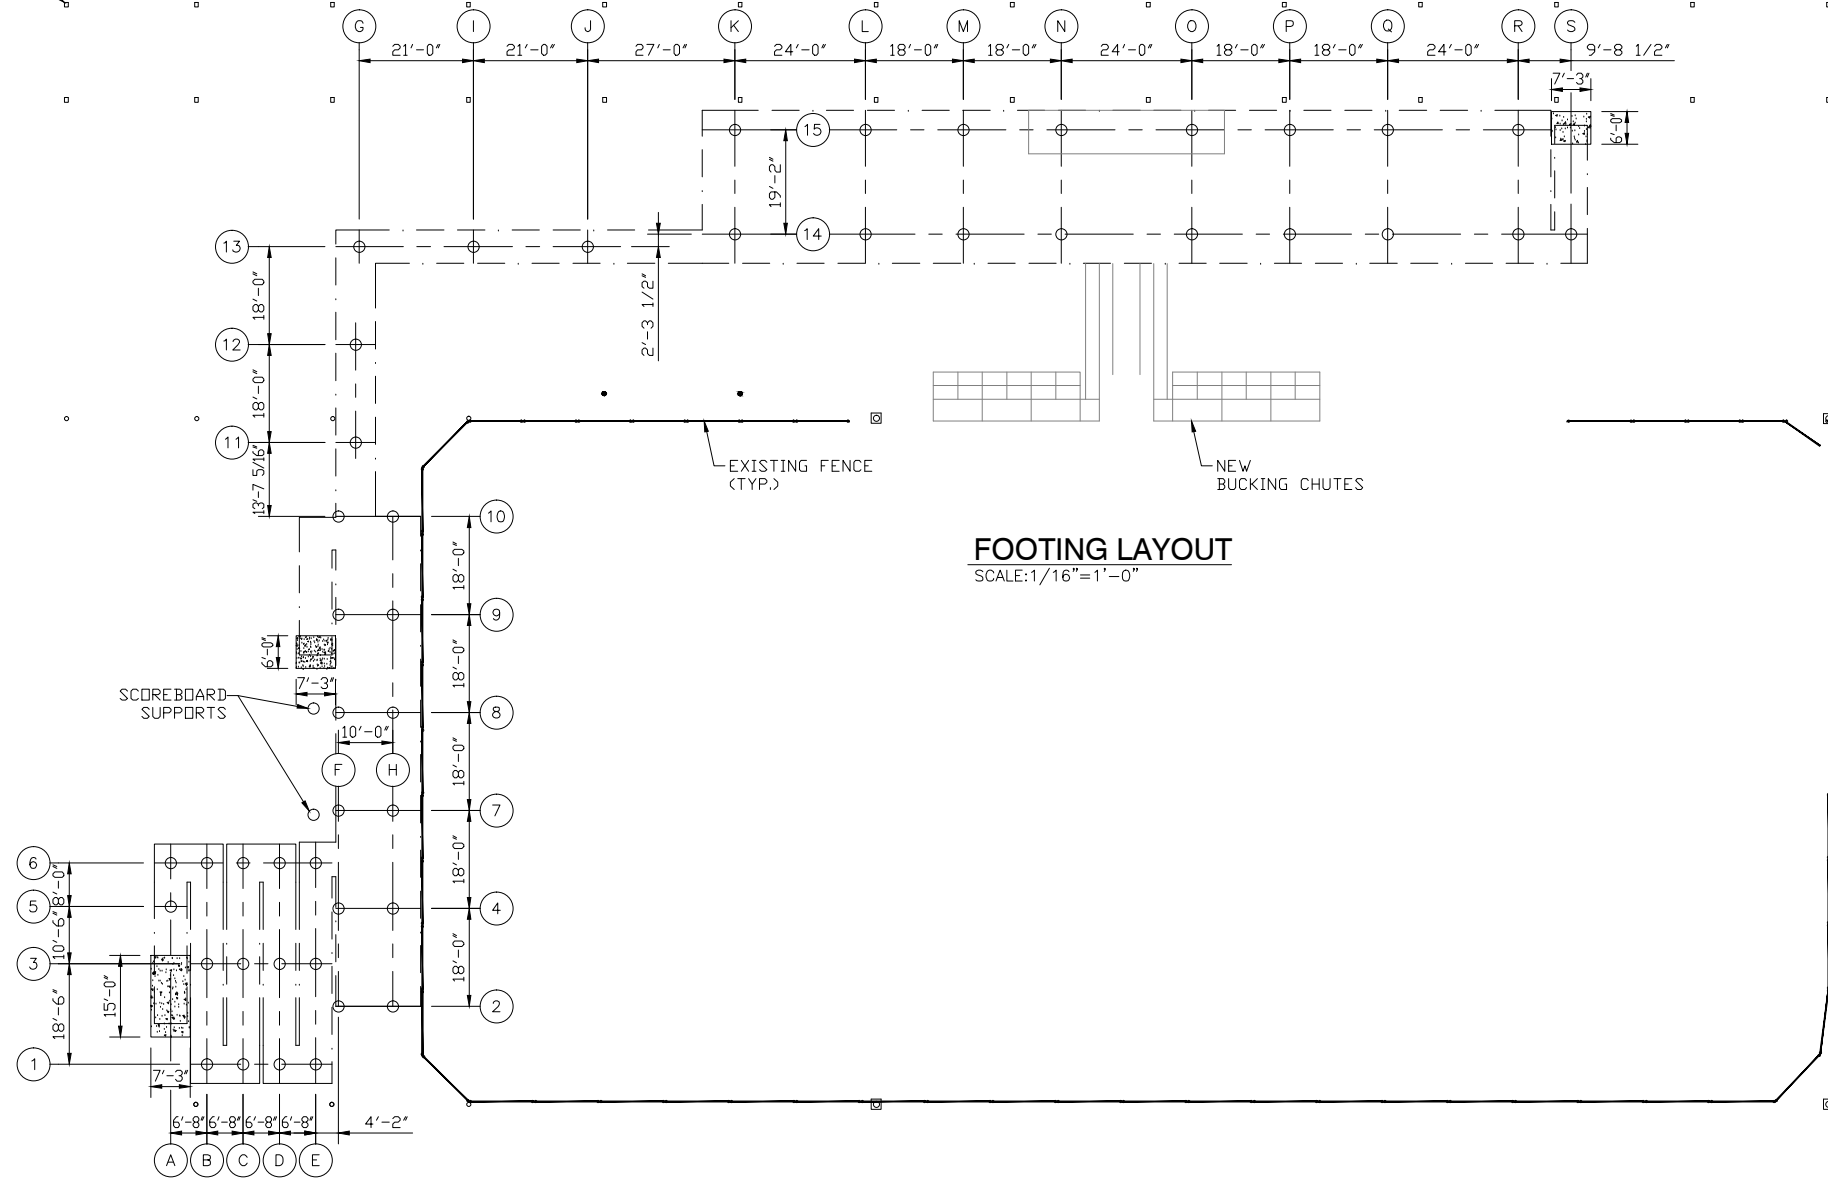 G I J K L M N O P Q R S
21'-0" 21'-0" 27'-0" 24'-0" 18'-0" 18'-0" 24'-0" 18'-0" 18'-0" 24'-0" 9'-8 1/2"
7'-3"
6'-0"
15
19'-2"
14
13
18'-0"
2'-3 1/2"
12
18'-0"
11
13'-7 5/16"
EXISTING FENCE
(TYP.)
NEW
BUCKING CHUTES
10
FOOTING LAYOUT
SCALE:1/16"=1'-0"
18'-0"
9
6'-0"
18'-0"
7'-3"
SCOREBOARD
SUPPORTS
8
10'-0"
F H
18'-0"
7
6
8'-0"
18'-0"
5
4
10'-6"
3
18'-0"
15'-0"
18'-6"
2
1
7'-3"
6'-8" 6'-8" 6'-8" 6'-8" 4'-2"
A B C D E